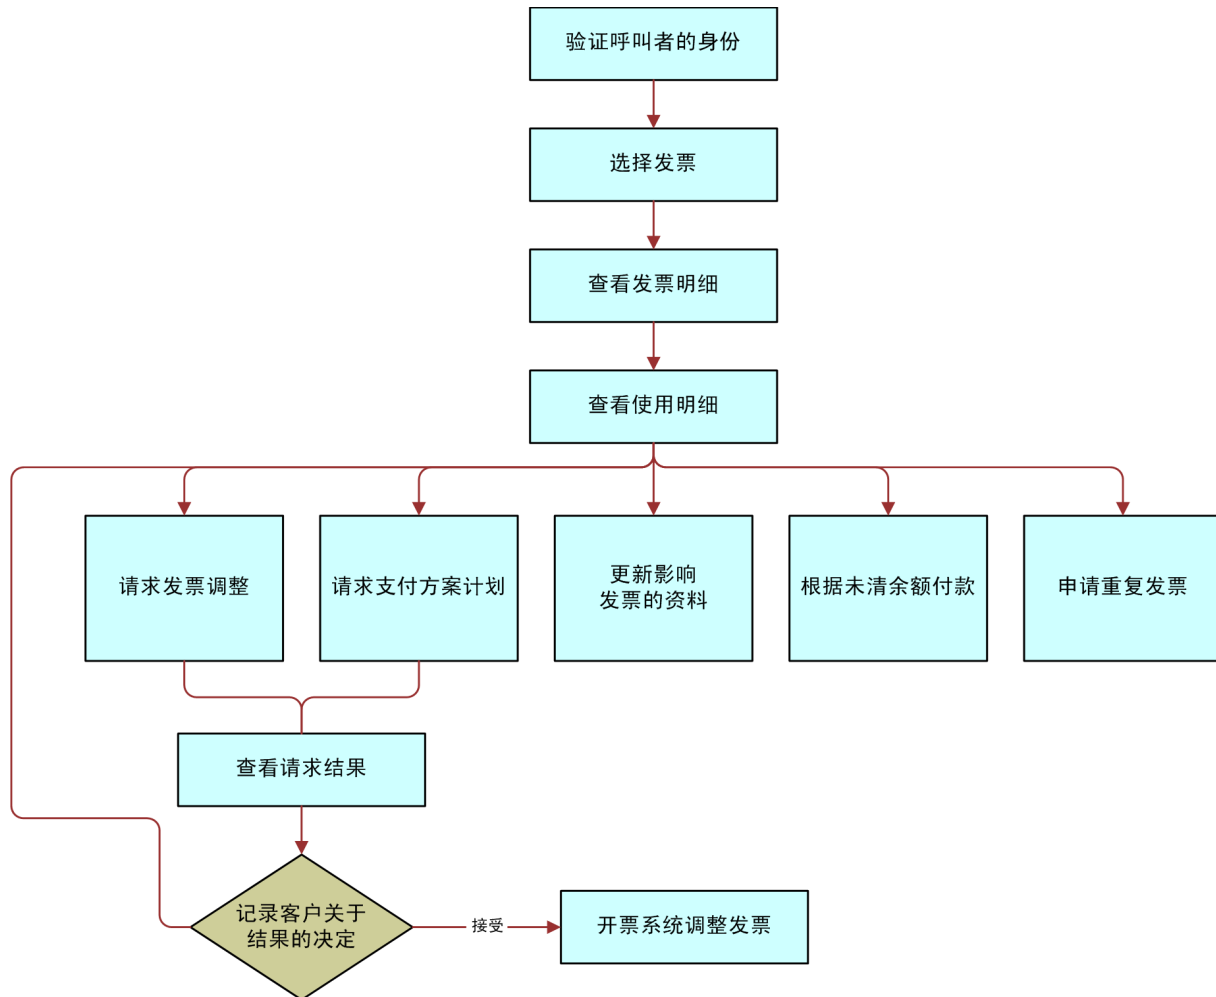 验证呼叫者的身份
选择发票
查看发票明细
查看使用明细
请求发票调整
请求支付方案计划
更新影响
发票的资料
根据未清余额付款
申请重复发票
查看请求结果
记录客户关于
结果的决定
接受
开票系统调整发票